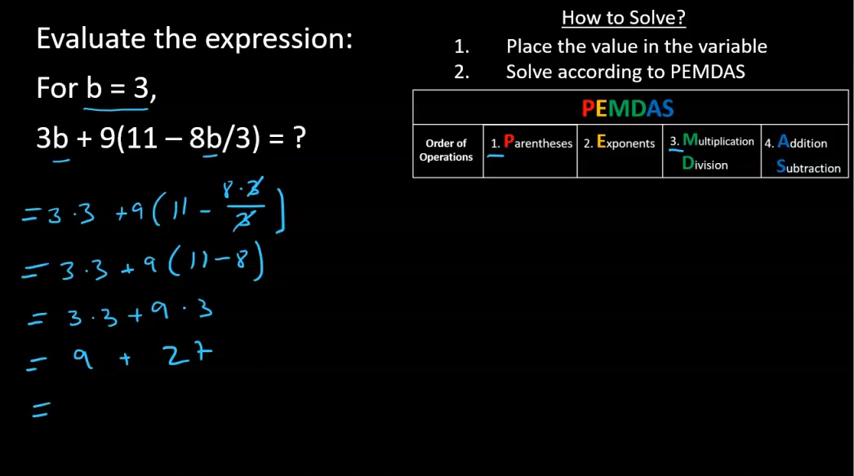 Evaluate the expression:
For b = 3,
3b + 9(11 – 8b/3) = ?
= 3 · 3 + 9 ( 11 - 8 · 3 / 3 )
= 3 · 3 + 9 ( 11 - 8 )
= 3 · 3 + 9 · 3
= 9 + 27
=
How to Solve?
1. Place the value in the variable
2. Solve according to PEMDAS
PEMDAS
Order of Operations
1. Parentheses
2. Exponents
3. Multiplication
Division
4. Addition
Subtraction